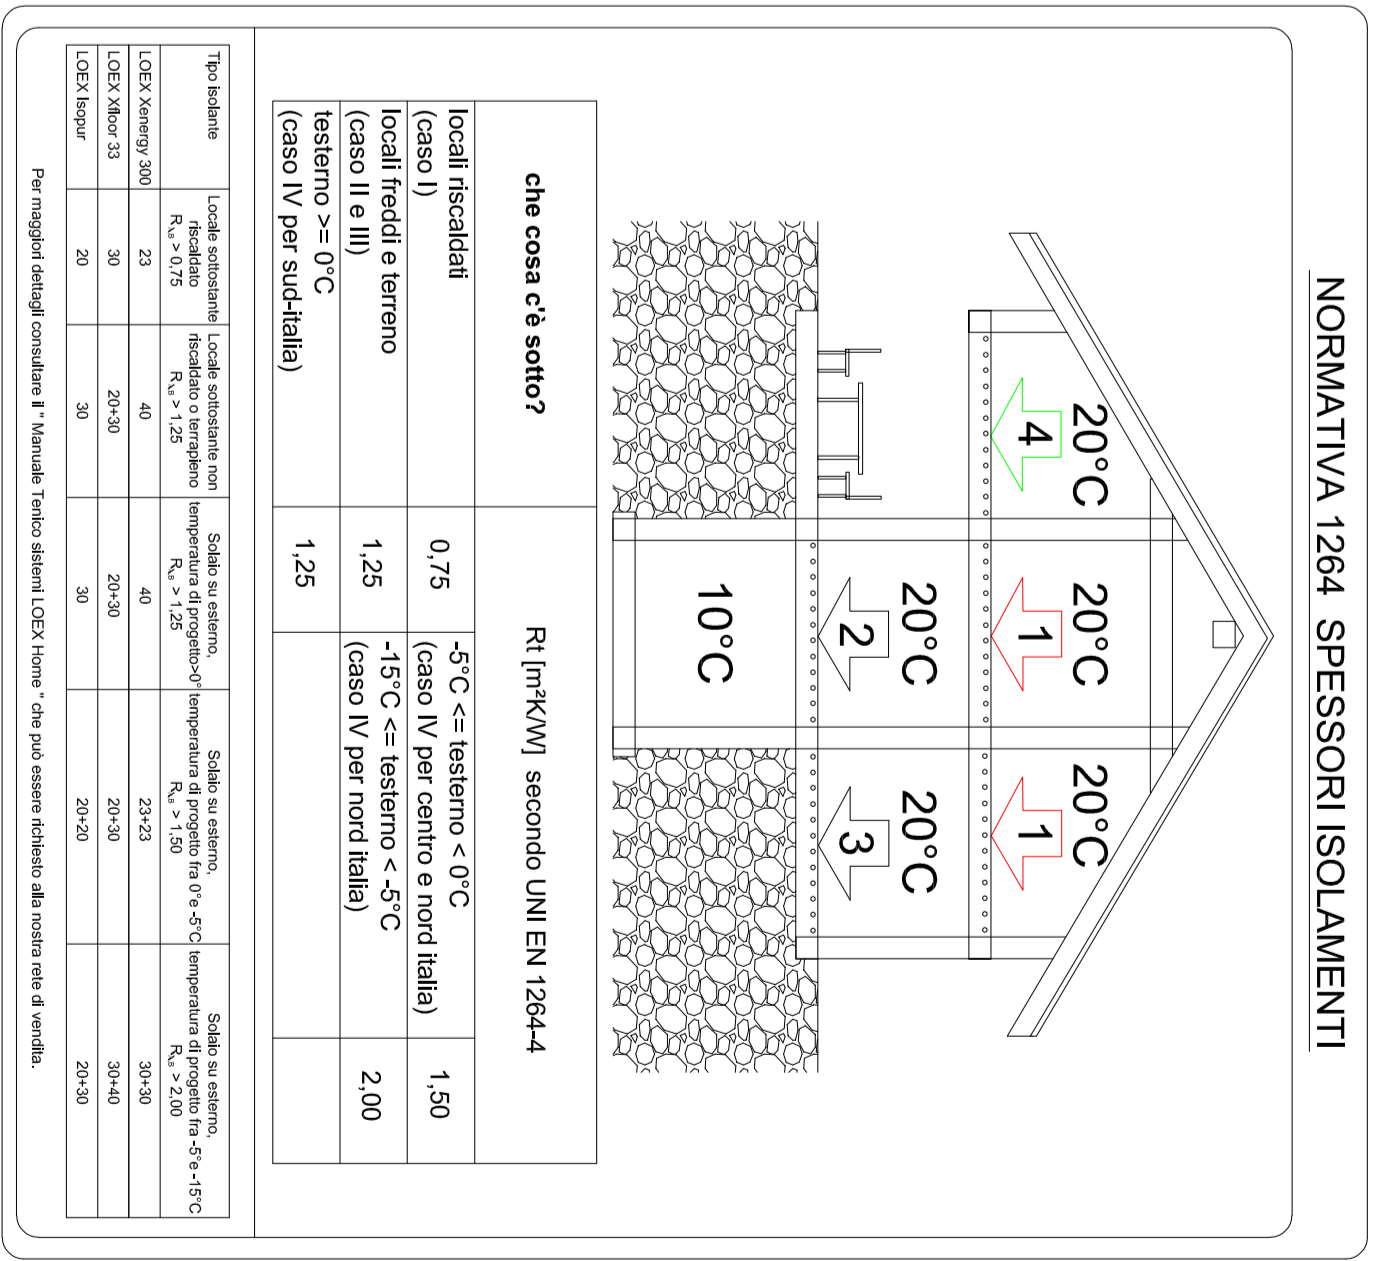 NORMATIVA 1264 SPESSORI ISOLAMENTI
20°C
20°C
20°C
4
1
1
20°C
20°C
2
3
10°C
che cosa c'è sotto?
Rt [m²K/W] secondo UNI EN 1264-4
locali riscaldati
(caso I)
0,75
-5°C <= testerno < 0°C
(caso IV per centro e nord italia)
1,50
locali freddi e terreno
(caso II e III)
1,25
-15°C <= testerno < -5°C
(caso IV per nord italia)
2,00
testerno >= 0°C
(caso IV per sud-italia)
1,25
Tipo isolante
Locale sottostante
riscaldato
Rλ,B > 0,75
Locale sottostante non
riscaldato o terrapieno
Rλ,B > 1,25
Solaio su esterno,
temperatura di progetto>0°
Rλ,B > 1,25
Solaio su esterno,
temperatura di progetto fra 0°e -5°C
Rλ,B > 1,50
Solaio su esterno,
temperatura di progetto fra -5°e -15°C
Rλ,B > 2,00
LOEX Xenergy 300 23 40 40 23+23 30+30
LOEX Xfloor 33 30 20+30 20+30 20+30 30+40
LOEX Isopur 20 30 30 20+20 20+30
Per maggiori dettagli consultare il " Manuale Tenico sistemi LOEX Home " che può essere richiesto alla nostra rete di vendita.